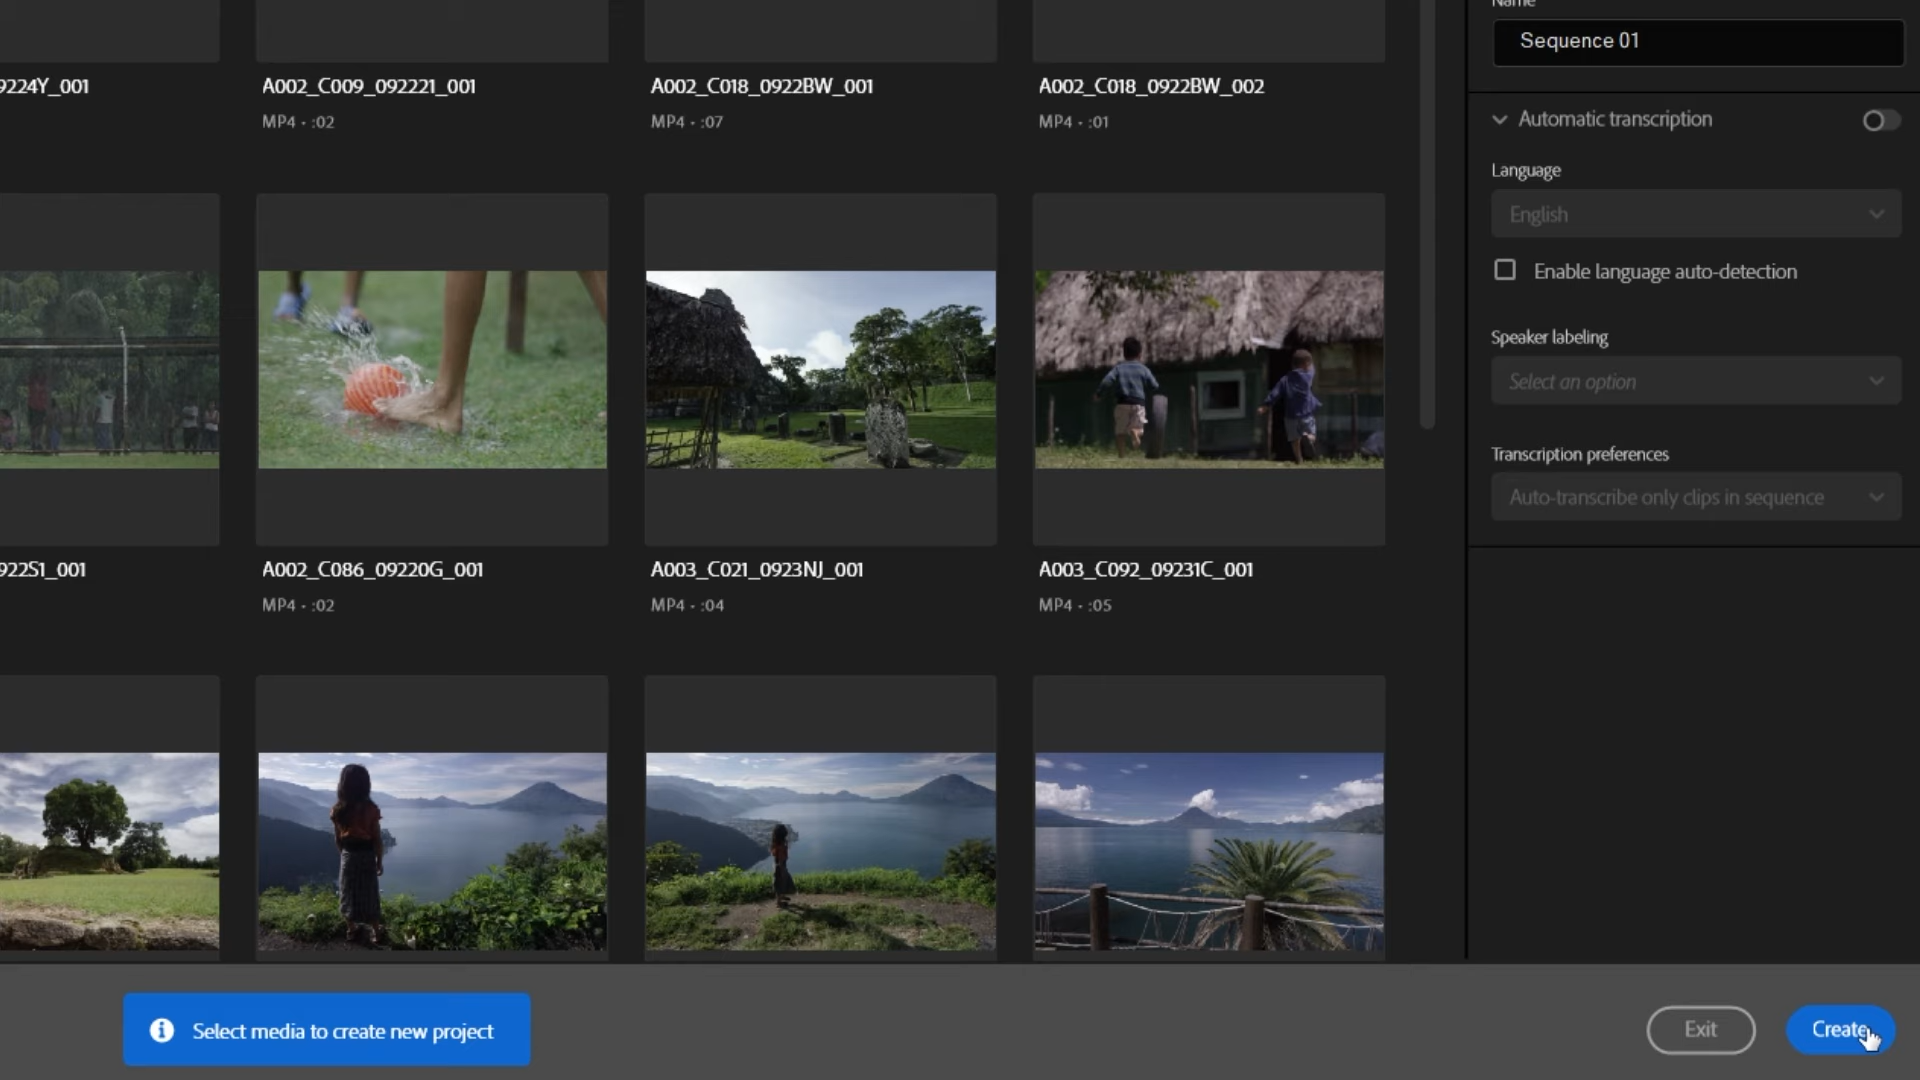 Name
Sequence 01
9224Y_001
A002_C009_092221_001
A002_C018_0922BW_001
A002_C018_0922BW_002
MP4 • :02
MP4 • :07
MP4 • :01
Automatic transcription
Language
English
Enable language auto-detection
Speaker labeling
Select an option
Transcription preferences
Auto-transcribe only clips in sequence
922S1_001
A002_C086_09220G_001
A003_C021_0923NJ_001
A003_C092_09231C_001
MP4 • :02
MP4 • :04
MP4 • :05
Select media to create new project
Exit
Create